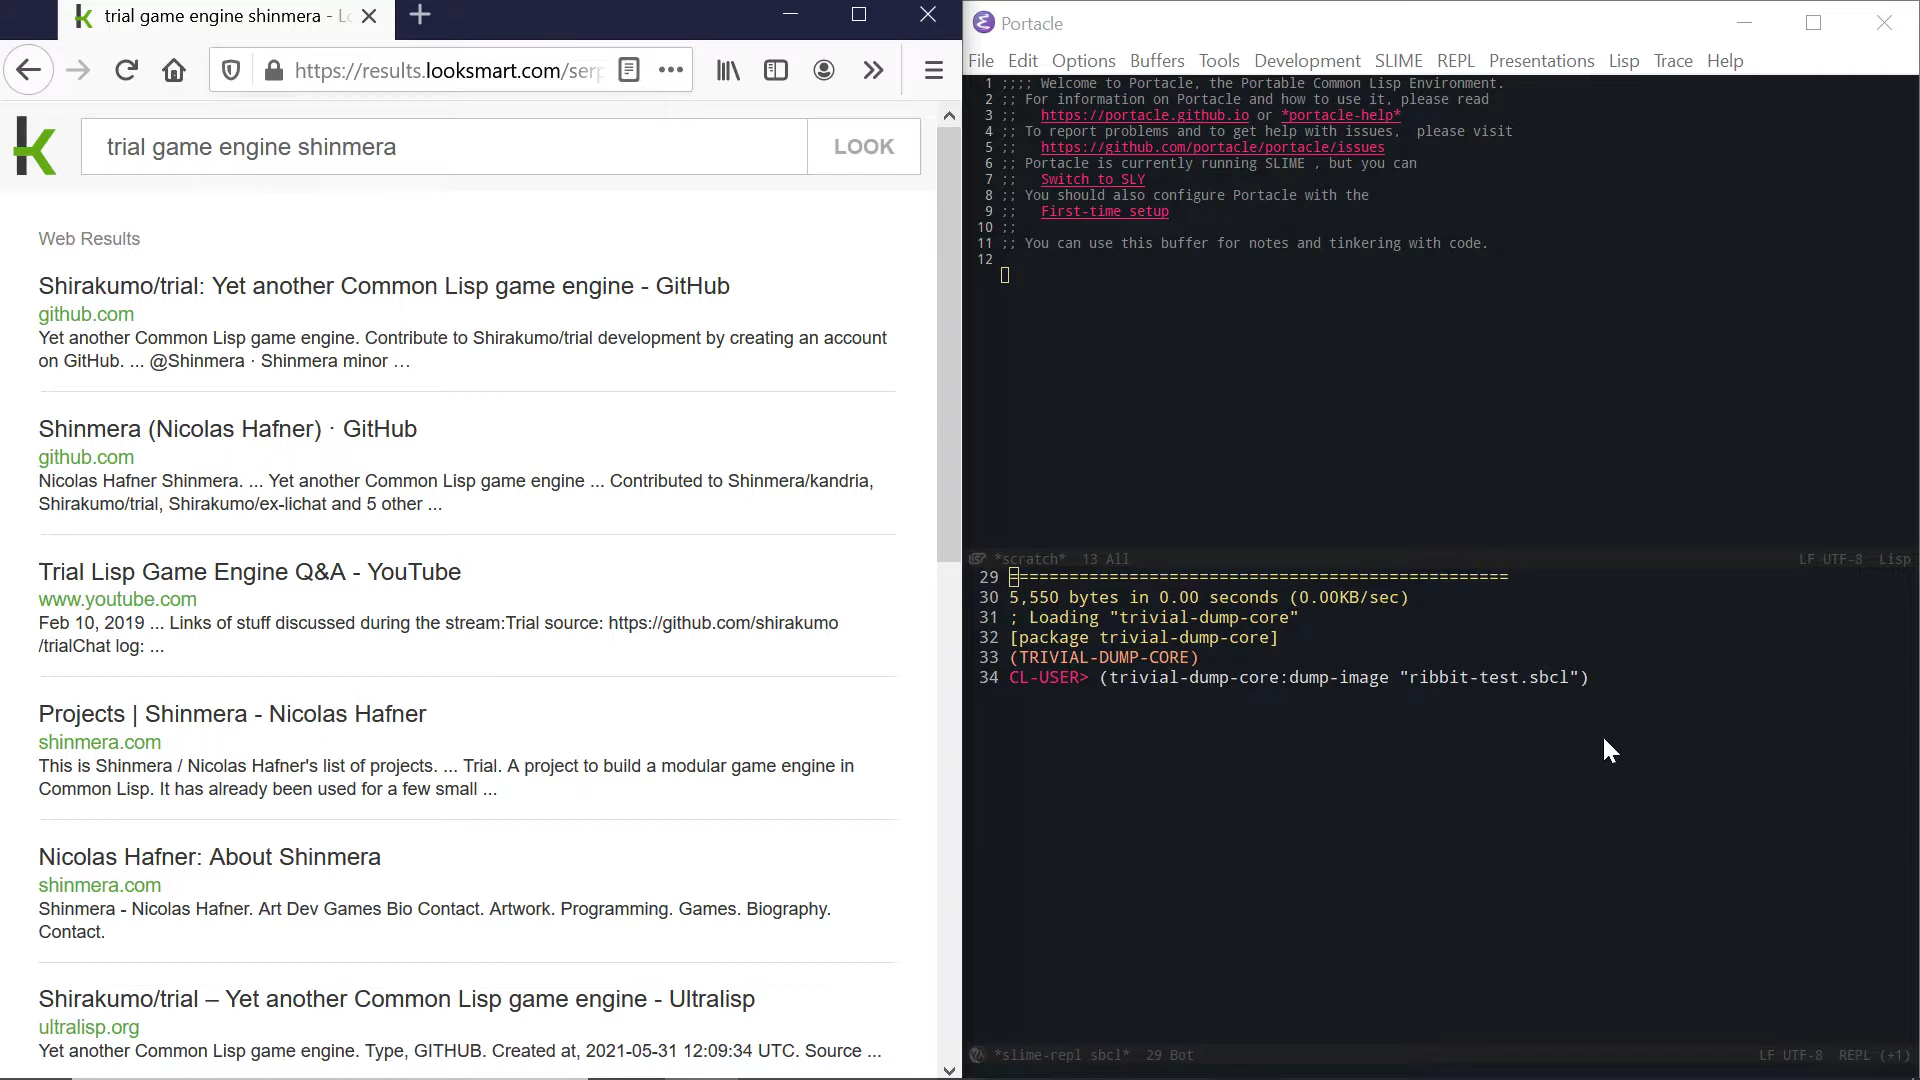 trial game engine shinmera - L
https://results.looksmart.com/serp
trial game engine shinmera
LOOK
Web Results
Shirakumo/trial: Yet another Common Lisp game engine - GitHub
github.com
Yet another Common Lisp game engine. Contribute to Shirakumo/trial development by creating an account
on GitHub. ... @Shinmera · Shinmera minor …
Shinmera (Nicolas Hafner) · GitHub
github.com
Nicolas Hafner Shinmera. ... Yet another Common Lisp game engine ... Contributed to Shinmera/kandria,
Shirakumo/trial, Shirakumo/ex-lichat and 5 other ...
Trial Lisp Game Engine Q&A - YouTube
www.youtube.com
Feb 10, 2019 ... Links of stuff discussed during the stream:Trial source: https://github.com/shirakumo
/trialChat log: ...
Projects | Shinmera - Nicolas Hafner
shinmera.com
This is Shinmera / Nicolas Hafner's list of projects. ... Trial. A project to build a modular game engine in
Common Lisp. It has already been used for a few small ...
Nicolas Hafner: About Shinmera
shinmera.com
Shinmera - Nicolas Hafner. Art Dev Games Bio Contact. Artwork. Programming. Games. Biography.
Contact.
Shirakumo/trial – Yet another Common Lisp game engine - Ultralisp
ultralisp.org
Yet another Common Lisp game engine. Type, GITHUB. Created at, 2021-05-31 12:09:34 UTC. Source ...
Portacle
File Edit Options Buffers Tools Development SLIME REPL Presentations Lisp Trace Help
1 ;;;; Welcome to Portacle, the Portable Common Lisp Environment.
2 ;; For information on Portacle and how to use it, please read
3 ;; https://portacle.github.io or *portacle-help*
4 ;; To report problems and to get help with issues, please visit
5 ;; https://github.com/portacle/portacle/issues
6 ;; Portacle is currently running SLIME , but you can
7 ;; Switch to SLY
8 ;; You should also configure Portacle with the
9 ;; First-time setup
10 ;;
11 ;; You can use this buffer for notes and tinkering with code.
12
*scratch* 13 All LF UTF-8 Lisp
29 ==================================================
30 5,550 bytes in 0.00 seconds (0.00KB/sec)
31 ; Loading "trivial-dump-core"
32 [package trivial-dump-core]
33 (TRIVIAL-DUMP-CORE)
34 CL-USER> (trivial-dump-core:dump-image "ribbit-test.sbcl")
*slime-repl sbcl* 29 Bot LF UTF-8 REPL (+1)